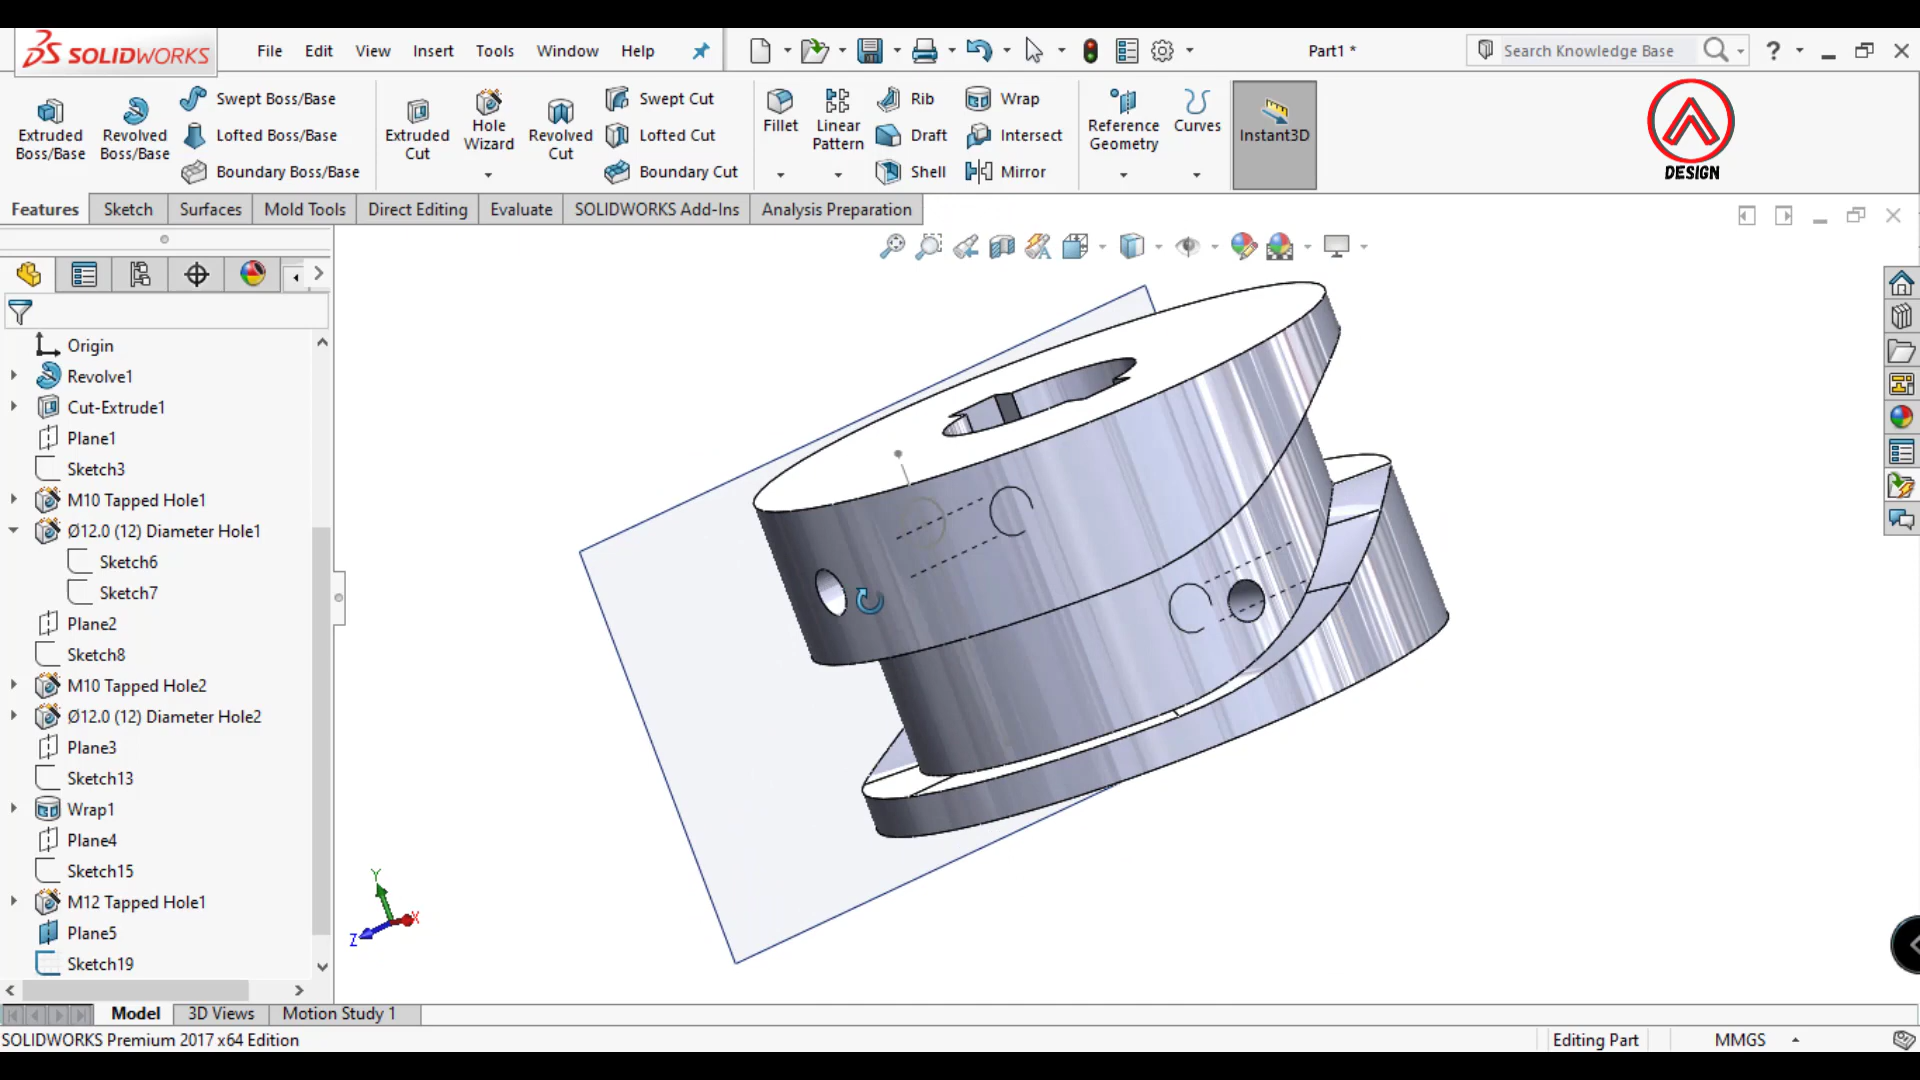 SOLIDWORKS File Edit View Insert Tools Window Help Part1 * Search Knowledge Base ?
Extruded Boss/Base
Revolved Boss/Base
Swept Boss/Base
Lofted Boss/Base
Boundary Boss/Base
Extruded Cut
Hole Wizard
Revolved Cut
Swept Cut
Lofted Cut
Boundary Cut
Fillet
Linear Pattern
Rib
Draft
Shell
Wrap
Intersect
Mirror
Reference Geometry
Curves
Instant3D
DESIGN
Features Sketch Surfaces Mold Tools Direct Editing Evaluate SOLIDWORKS Add-Ins Analysis Preparation
Origin
Revolve1
Cut-Extrude1
Plane1
Sketch3
M10 Tapped Hole1
Ø12.0 (12) Diameter Hole1
Sketch6
Sketch7
Plane2
Sketch8
M10 Tapped Hole2
Ø12.0 (12) Diameter Hole2
Plane3
Sketch13
Wrap1
Plane4
Sketch15
M12 Tapped Hole1
Plane5
Sketch19
Y
X
Z
Model 3D Views Motion Study 1
SOLIDWORKS Premium 2017 x64 Edition Editing Part MMGS